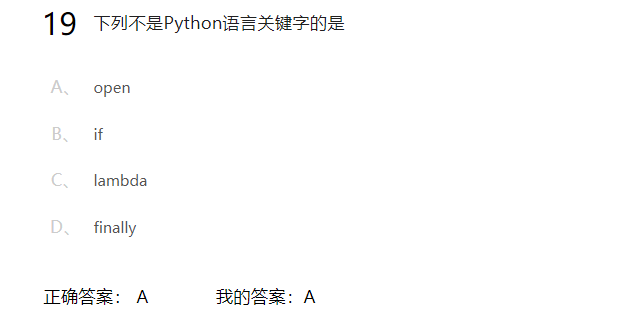 19 下列不是Python语言关键字的是
A、 open
B、 if
C、 lambda
D、 finally
正确答案： A 我的答案：A